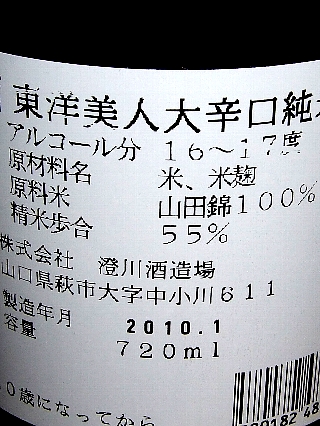 東洋美人大辛口純
アルコール分 16～17度
原材料名 米、米麹
原料米 山田錦100%
精米歩合 55%
株式会社 澄川酒造場
山口県萩市大字中小川611
製造年月 2010.1
容量 720ml
0歳になってから